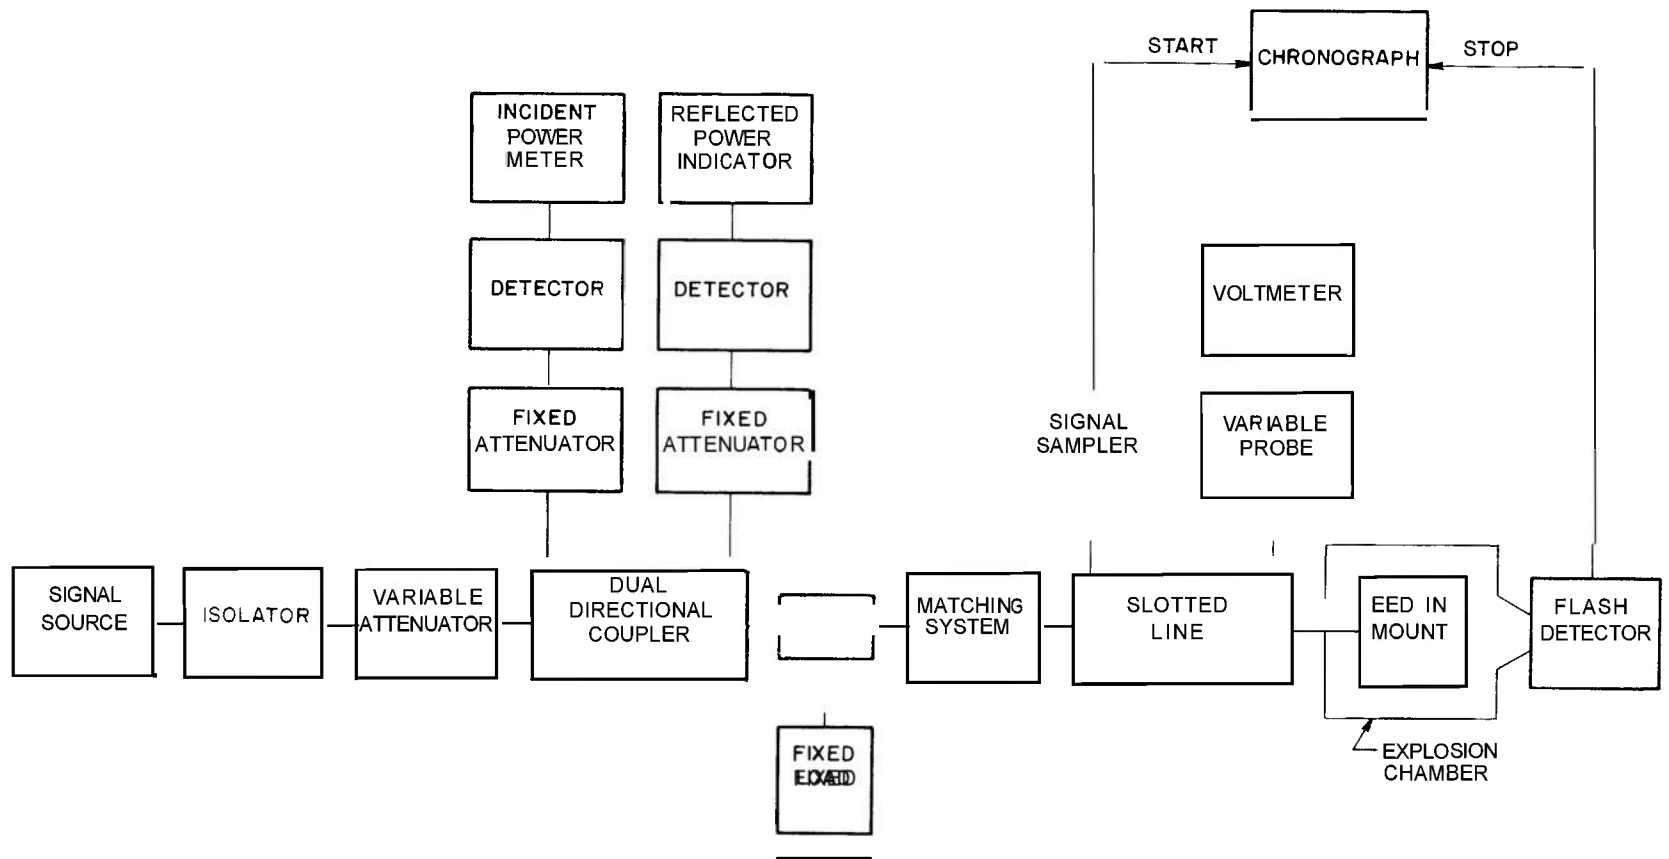 START
CHRONOGRAPH
STOP
INCIDENT
POWER
METER
REFLECTED
POWER
INDICATOR
DETECTOR
DETECTOR
VOLTMETER
FIXED
ATTENUATOR
FIXED
ATTENUATOR
SIGNAL
SAMPLER
VARIABLE
PROBE
SIGNAL
SOURCE
ISOLATOR
VARIABLE
ATTENUATOR
DUAL
DIRECTIONAL
COUPLER
MATCHING
SYSTEM
SLOTTED
LINE
EED IN
MOUNT
FLASH
DETECTOR
EXPLOSION
CHAMBER
FIXED